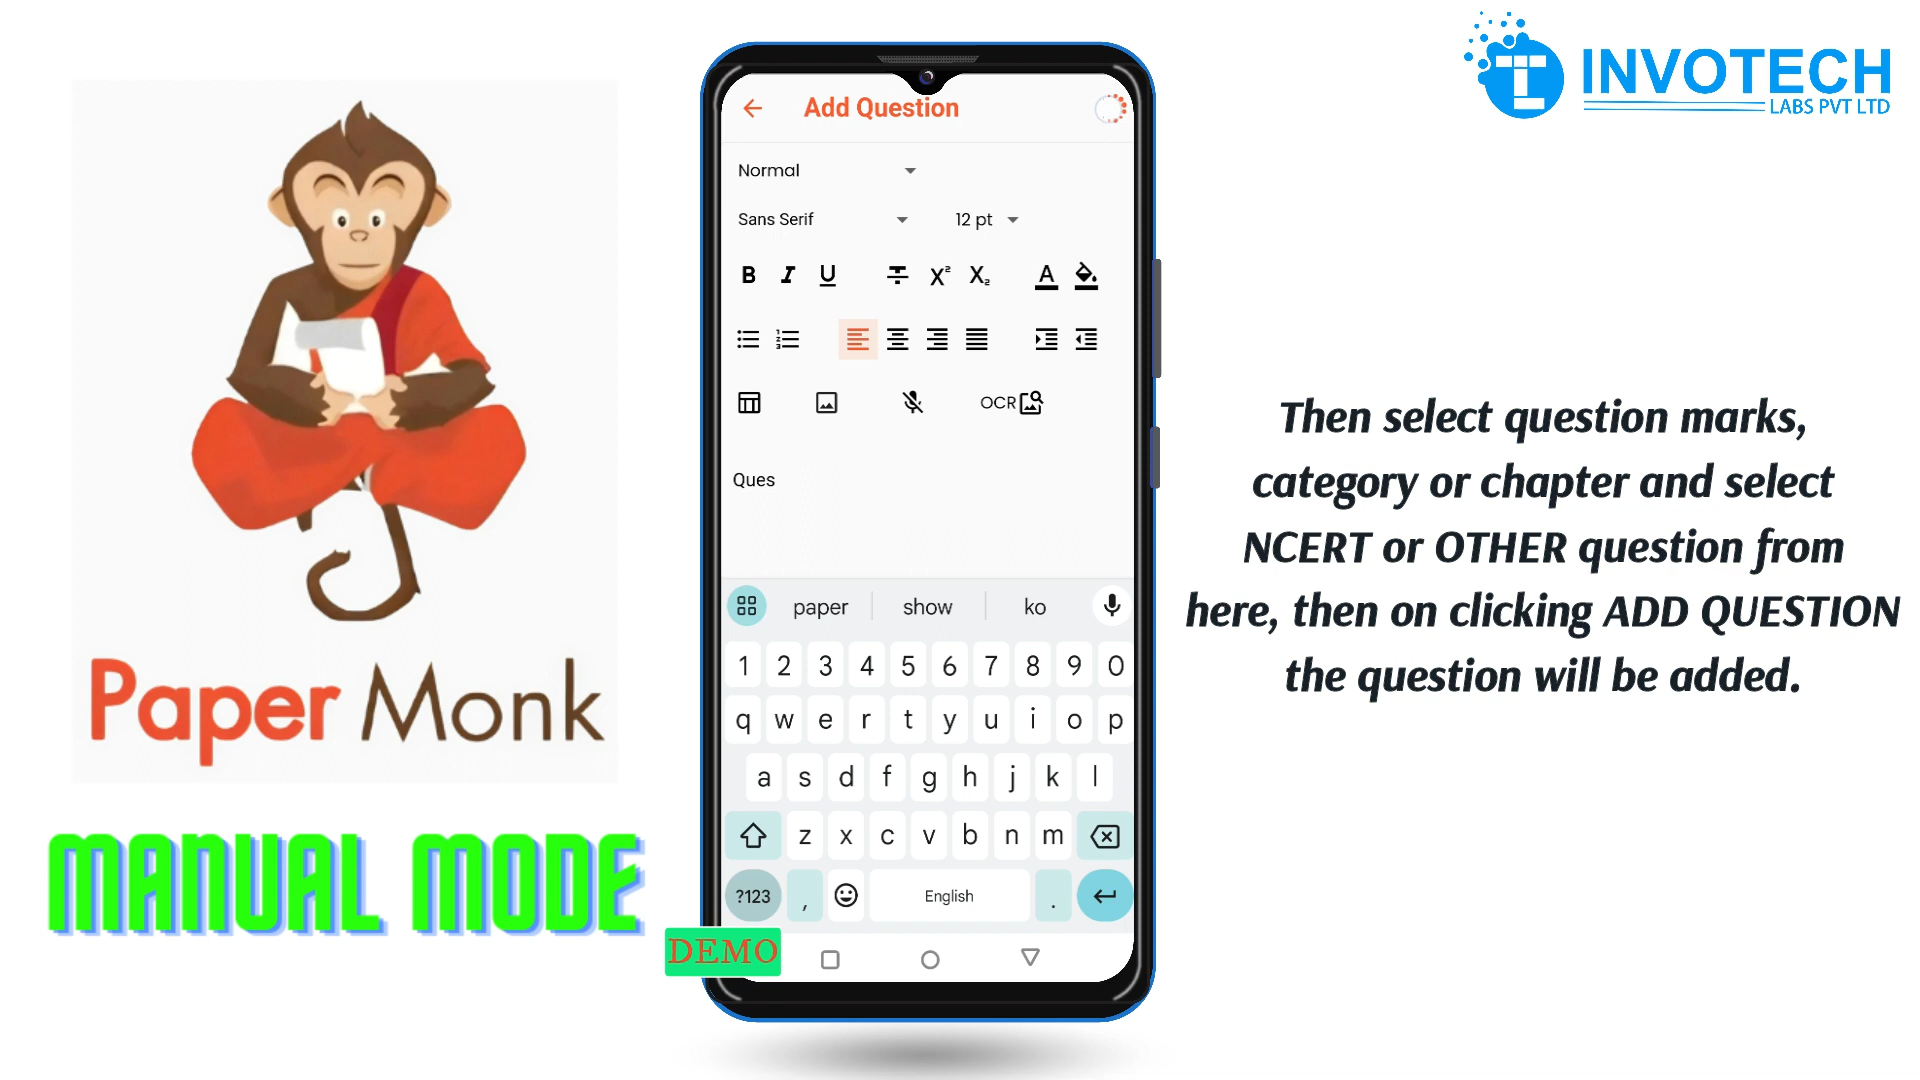 INVOTECH
LABS PVT LTD
Paper Monk
MANUAL MODE
Add Question
Normal
Sans Serif 12 pt
B I U T X² X₂ A
OCR
Ques
paper show ko
1 2 3 4 5 6 7 8 9 0
q w e r t y u i o p
a s d f g h j k l
z x c v b n m
?123 , English .
DEMO
Then select question marks,
category or chapter and select
NCERT or OTHER question from
here, then on clicking ADD QUESTION
the question will be added.